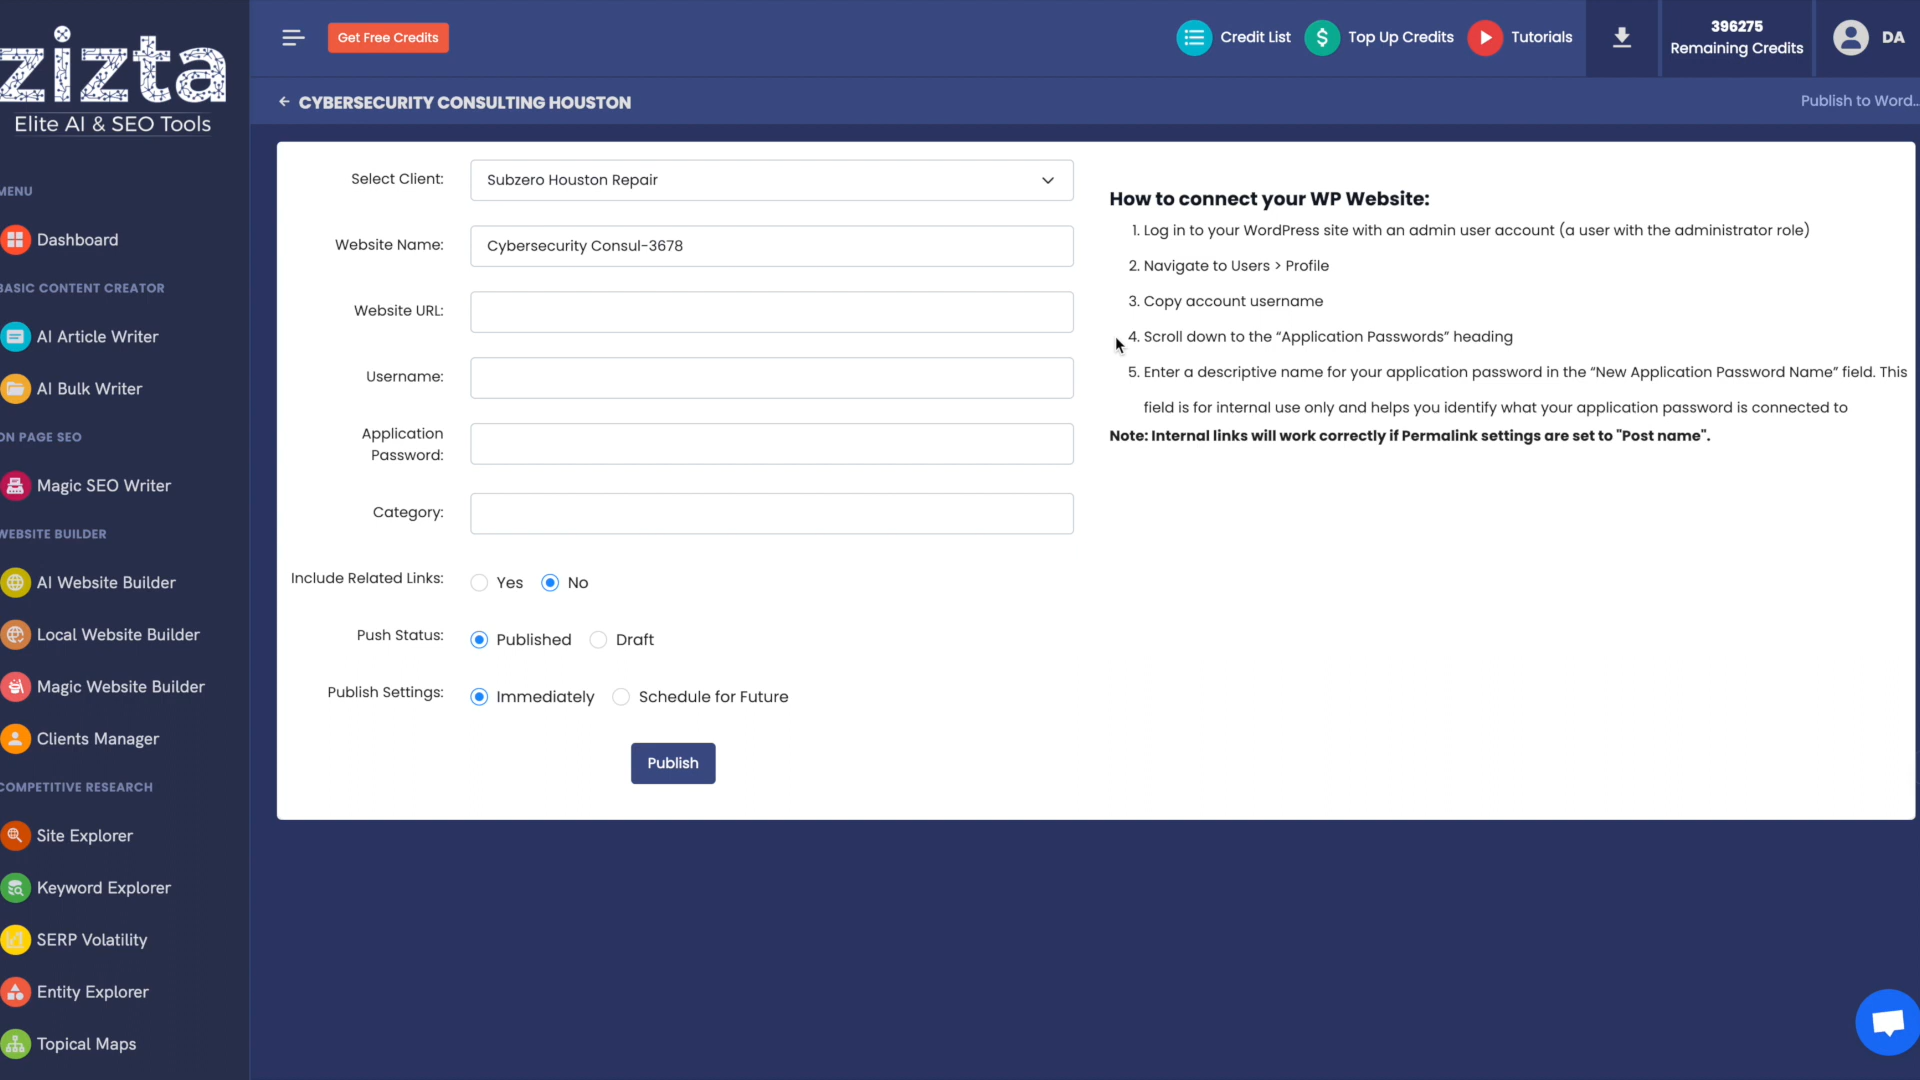 zizta
Elite AI & SEO Tools
MENU
Dashboard
BASIC CONTENT CREATOR
AI Article Writer
AI Bulk Writer
ON PAGE SEO
Magic SEO Writer
WEBSITE BUILDER
AI Website Builder
Local Website Builder
Magic Website Builder
Clients Manager
COMPETITIVE RESEARCH
Site Explorer
Keyword Explorer
SERP Volatility
Entity Explorer
Topical Maps
Get Free Credits
Credit List
Top Up Credits
Tutorials
396275
Remaining Credits
DA
CYBERSECURITY CONSULTING HOUSTON
Publish to Word...
Select Client:
Subzero Houston Repair
Website Name:
Cybersecurity Consul-3678
Website URL:
Username:
Application
Password:
Category:
Include Related Links:
Yes
No
Push Status:
Published
Draft
Publish Settings:
Immediately
Schedule for Future
Publish
How to connect your WP Website:
1. Log in to your WordPress site with an admin user account (a user with the administrator role)
2. Navigate to Users > Profile
3. Copy account username
4. Scroll down to the “Application Passwords” heading
5. Enter a descriptive name for your application password in the “New Application Password Name” field. This
field is for internal use only and helps you identify what your application password is connected to
Note: Internal links will work correctly if Permalink settings are set to "Post name".